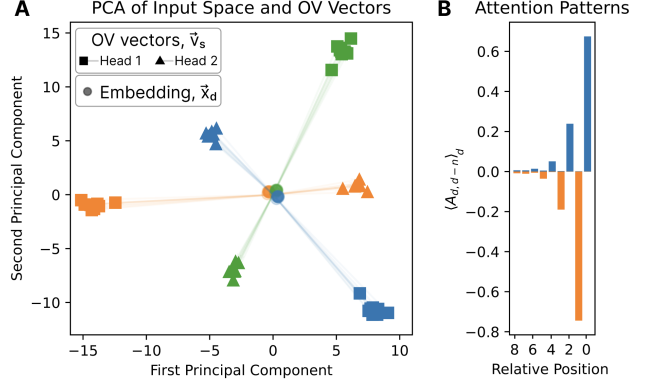 A
PCA of Input Space and OV Vectors
OV vectors, v⃗s
Head 1
Head 2
Embedding, x⃗d
15
10
5
0
−5
−10
−15
−10
−5
0
5
10
Second Principal Component
First Principal Component
B
Attention Patterns
0.6
0.4
0.2
0.0
−0.2
−0.4
−0.6
−0.8
8 6 4 2 0
⟨Ad, d − n⟩d
Relative Position